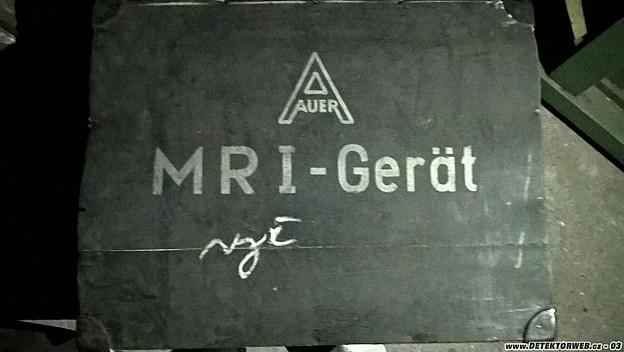 AUER
MRI-Gerät
www.DETEKTORWEB.cz - 03